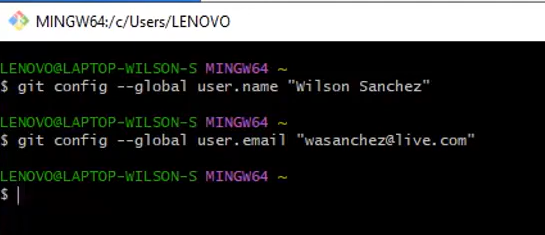 MINGW64:/c/Users/LENOVO
LENOVO@LAPTOP-WILSON-S MINGW64 ~
$ git config --global user.name "Wilson Sanchez"
LENOVO@LAPTOP-WILSON-S MINGW64 ~
$ git config --global user.email "wasanchez@live.com"
LENOVO@LAPTOP-WILSON-S MINGW64 ~
$